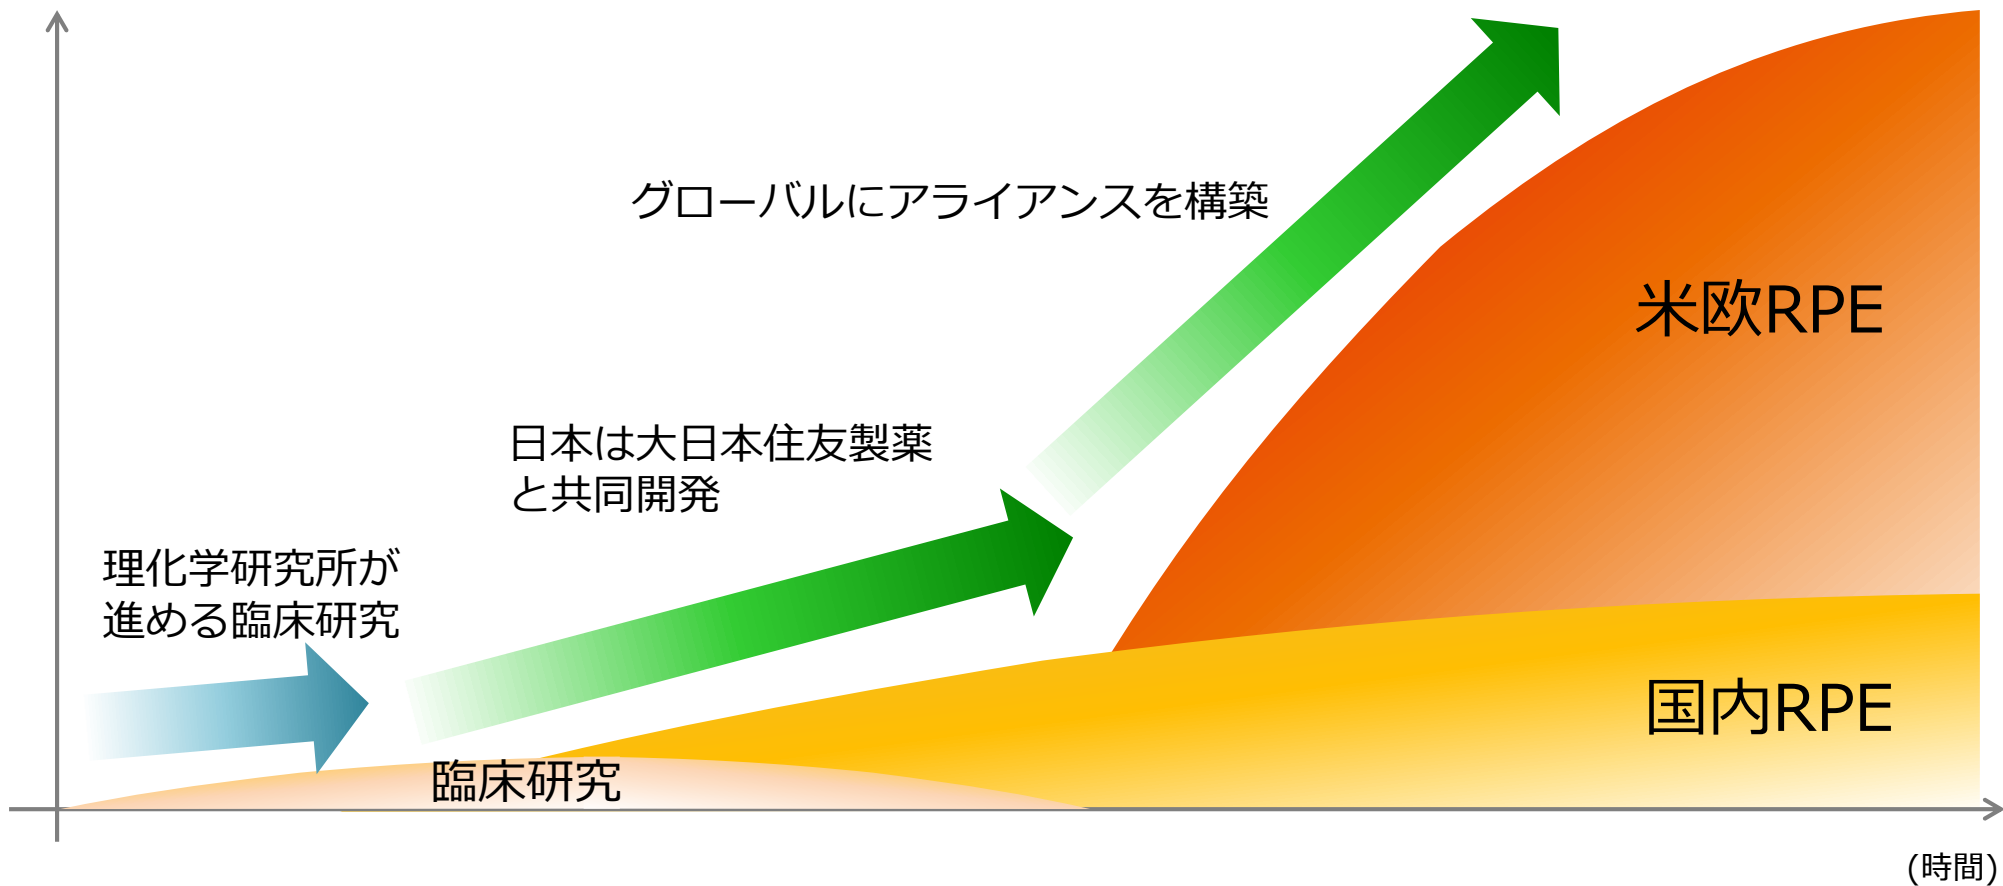 グローバルにアライアンスを構築
米欧RPE
日本は大日本住友製薬
と共同開発
理化学研究所が
進める臨床研究
国内RPE
臨床研究
(時間)